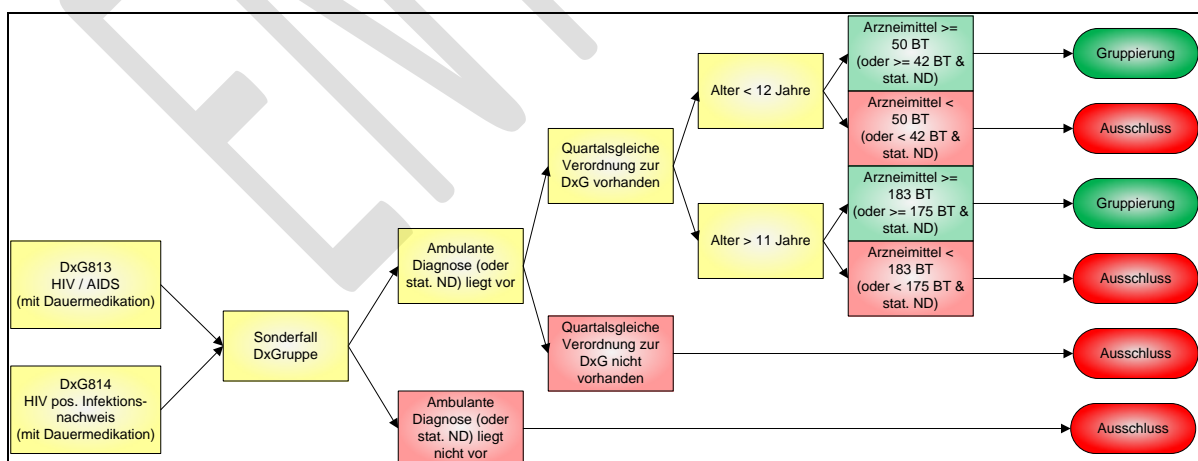 DxG813
HIV / AIDS
(mit Dauermedikation)
DxG814
HIV pos. Infektions-
nachweis
(mit Dauermedikation)
Sonderfall
DxGruppe
Ambulante
Diagnose (oder
stat. ND) liegt vor
Ambulante
Diagnose (oder
stat. ND) liegt
nicht vor
Quartalsgleiche
Verordnung zur
DxG vorhanden
Quartalsgleiche
Verordnung zur
DxG nicht
vorhanden
Alter < 12 Jahre
Alter > 11 Jahre
Arzneimittel >=
50 BT
(oder >= 42 BT &
stat. ND)
Arzneimittel <
50 BT
(oder < 42 BT &
stat. ND)
Arzneimittel >=
183 BT
(oder >= 175 BT &
stat. ND)
Arzneimittel <
183 BT
(oder < 175 BT &
stat. ND)
Gruppierung
Ausschluss
Gruppierung
Ausschluss
Ausschluss
Ausschluss